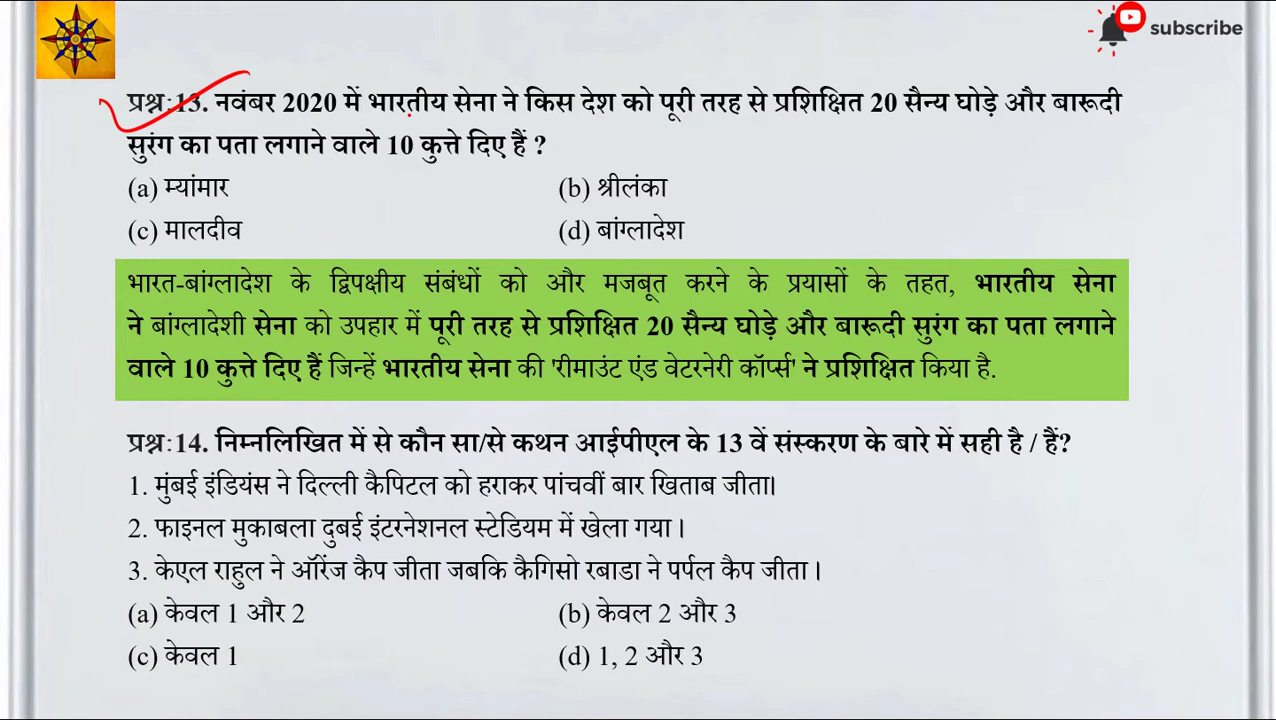 subscribe
प्रश्न:13. नवंबर 2020 में भारतीय सेना ने किस देश को पूरी तरह से प्रशिक्षित 20 सैन्य घोड़े और बारूदी
सुरंग का पता लगाने वाले 10 कुत्ते दिए हैं ?
(a) म्यांमार (b) श्रीलंका
(c) मालदीव (d) बांग्लादेश
भारत-बांग्लादेश के द्विपक्षीय संबंधों को और मजबूत करने के प्रयासों के तहत, भारतीय सेना
ने बांग्लादेशी सेना को उपहार में पूरी तरह से प्रशिक्षित 20 सैन्य घोड़े और बारूदी सुरंग का पता लगाने
वाले 10 कुत्ते दिए हैं जिन्हें भारतीय सेना की 'रीमाउंट एंड वेटरनेरी कॉर्प्स' ने प्रशिक्षित किया है.
प्रश्न:14. निम्नलिखित में से कौन सा/से कथन आईपीएल के 13 वें संस्करण के बारे में सही है / हैं?
1. मुंबई इंडियंस ने दिल्ली कैपिटल को हराकर पांचवीं बार खिताब जीता।
2. फाइनल मुकाबला दुबई इंटरनेशनल स्टेडियम में खेला गया ।
3. केएल राहुल ने ऑरेंज कैप जीता जबकि कैगिसो रबाडा ने पर्पल कैप जीता ।
(a) केवल 1 और 2 (b) केवल 2 और 3
(c) केवल 1 (d) 1, 2 और 3